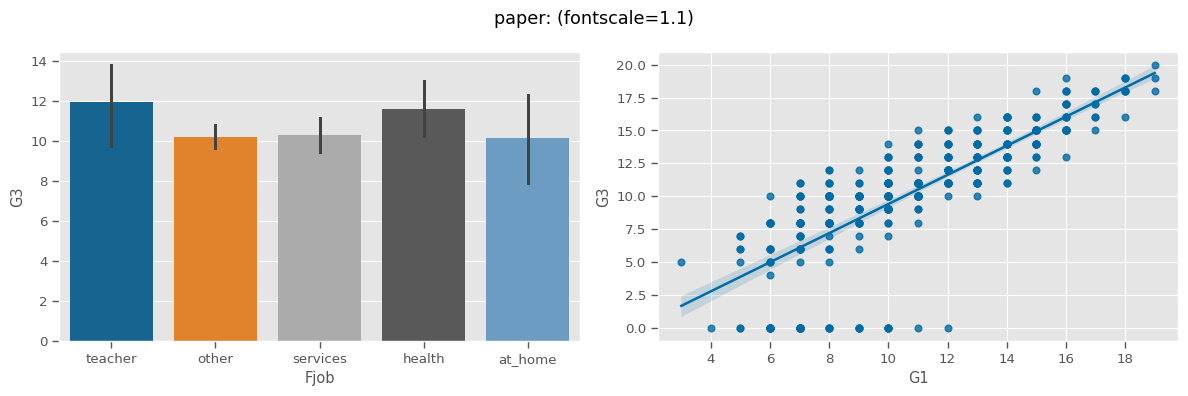 paper: (fontscale=1.1)
14
12
10
8
6
4
2
0
G3
teacher other services health at_home
Fjob
20.0
17.5
15.0
12.5
10.0
7.5
5.0
2.5
0.0
G3
4 6 8 10 12 14 16 18
G1